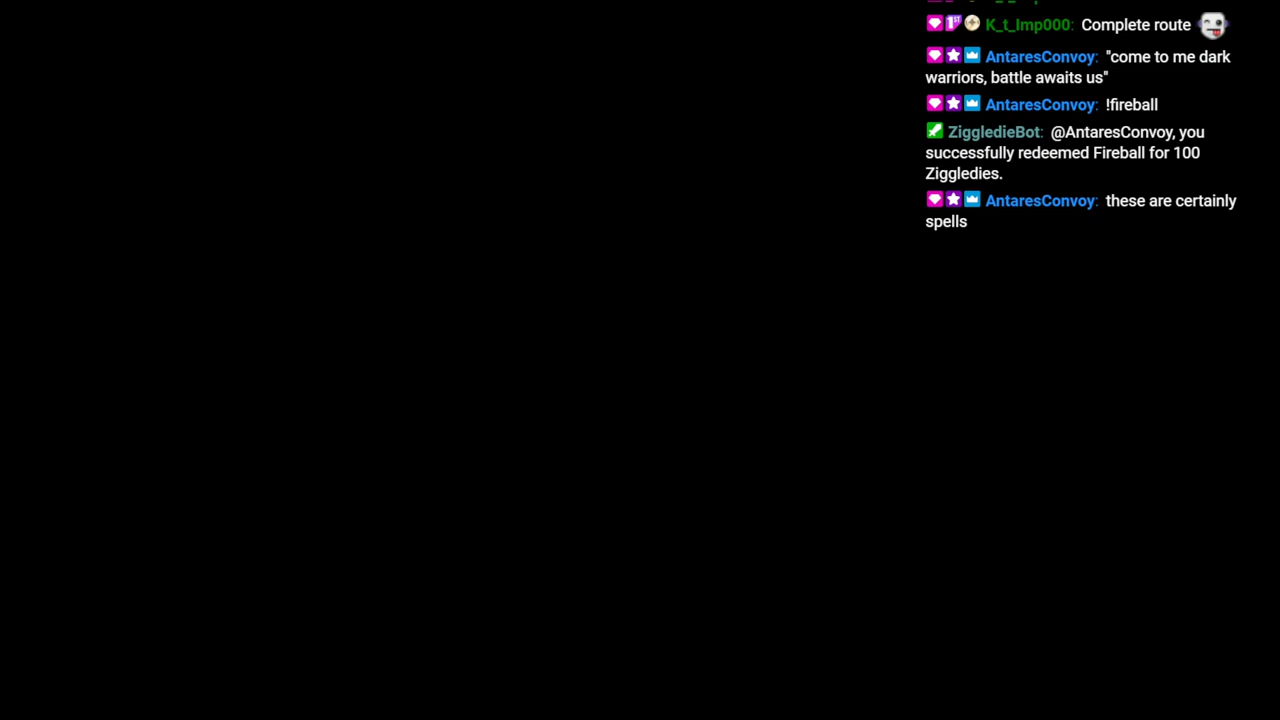 K_t_Imp000: Complete route
AntaresConvoy: "come to me dark
warriors, battle awaits us"
AntaresConvoy: !fireball
ZiggledieBot: @AntaresConvoy, you
successfully redeemed Fireball for 100
Ziggledies.
AntaresConvoy: these are certainly
spells